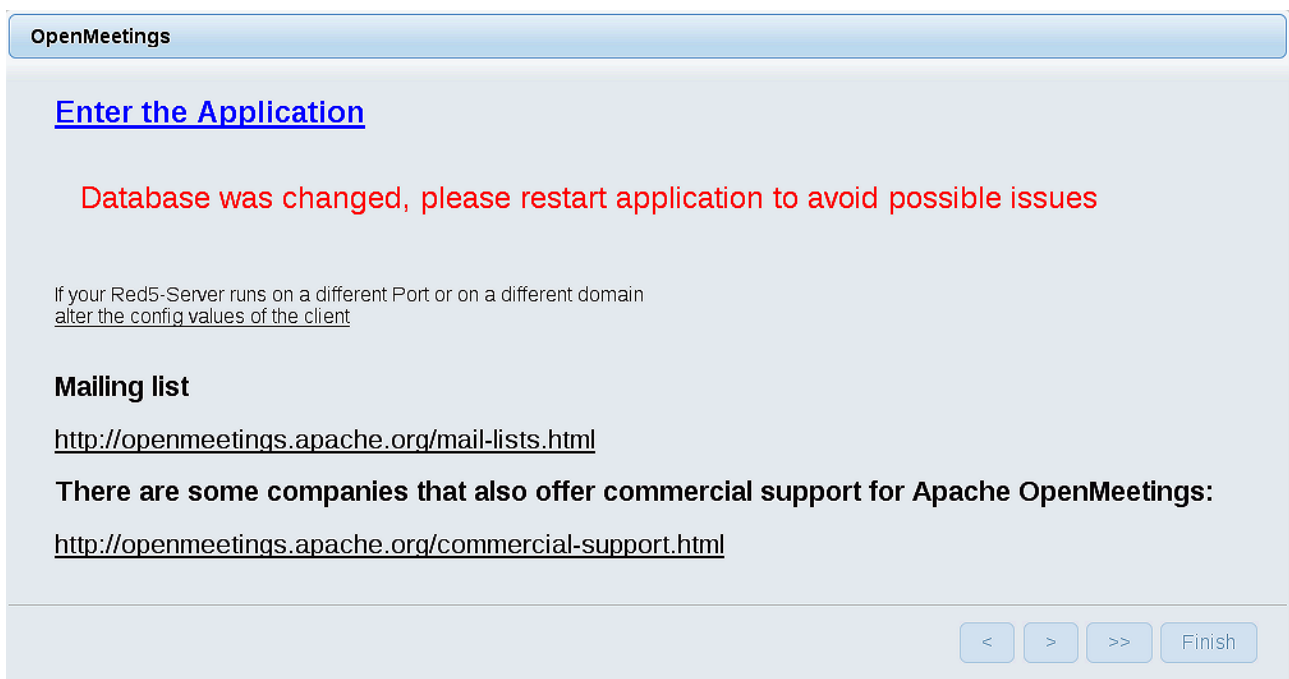 OpenMeetings
Enter the Application
Database was changed, please restart application to avoid possible issues
If your Red5-Server runs on a different Port or on a different domain
alter the config values of the client
Mailing list
http://openmeetings.apache.org/mail-lists.html
There are some companies that also offer commercial support for Apache OpenMeetings:
http://openmeetings.apache.org/commercial-support.html
< > >> Finish